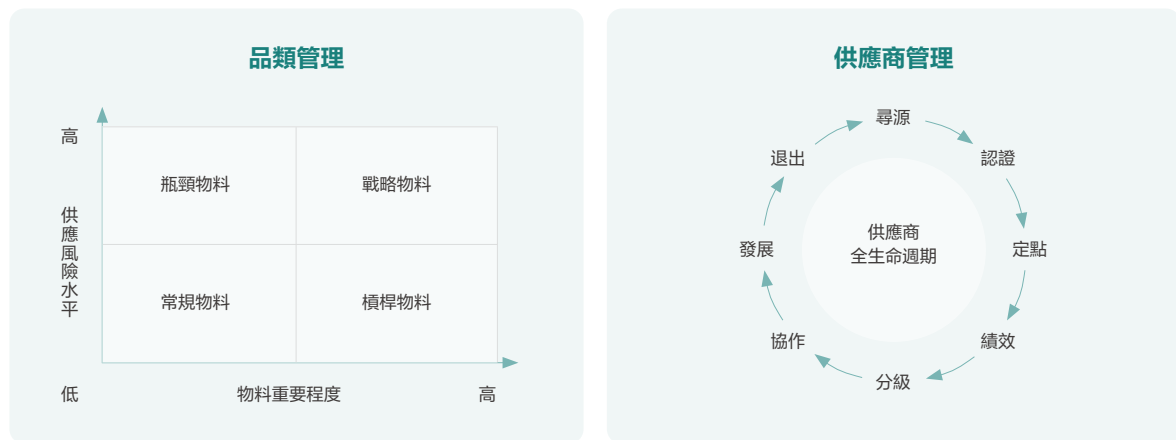 品類管理
高
瓶頸物料
戰略物料
供應風險水平
常規物料
槓桿物料
低
物料重要程度
高
供應商管理
尋源
認證
定點
績效
分級
協作
發展
退出
供應商
全生命週期